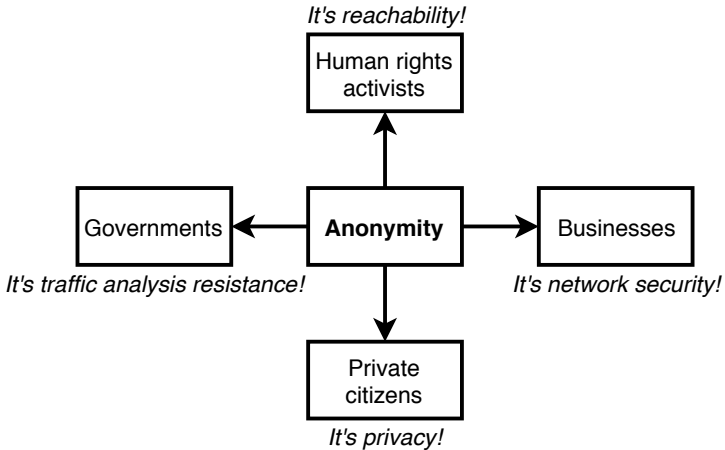 It's reachability!
Human rights
activists
Governments
Anonymity
Businesses
It's traffic analysis resistance!
It's network security!
Private
citizens
It's privacy!